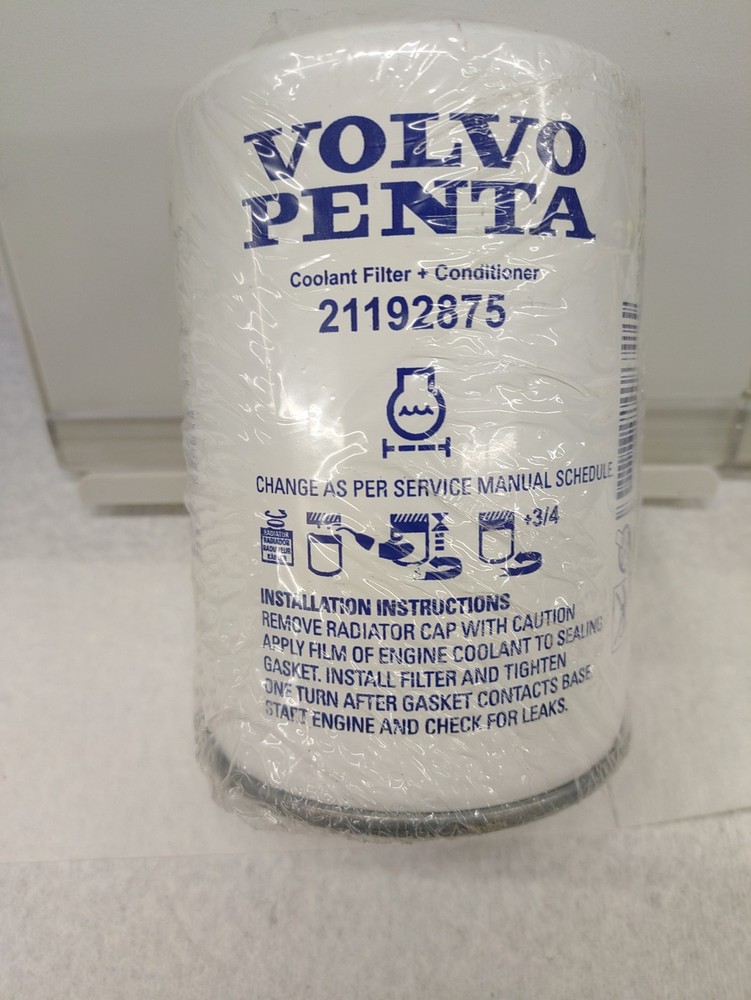 VOLVO
PENTA
Coolant Filter + Conditioner
21192875
CHANGE AS PER SERVICE MANUAL SCHEDULE
+3/4
RADIATOR
INSTALLATION INSTRUCTIONS
REMOVE RADIATOR CAP WITH CAUTION
APPLY FILM OF ENGINE COOLANT TO SEALING
GASKET. INSTALL FILTER AND TIGHTEN
ONE TURN AFTER GASKET CONTACTS BASE.
START ENGINE AND CHECK FOR LEAKS.